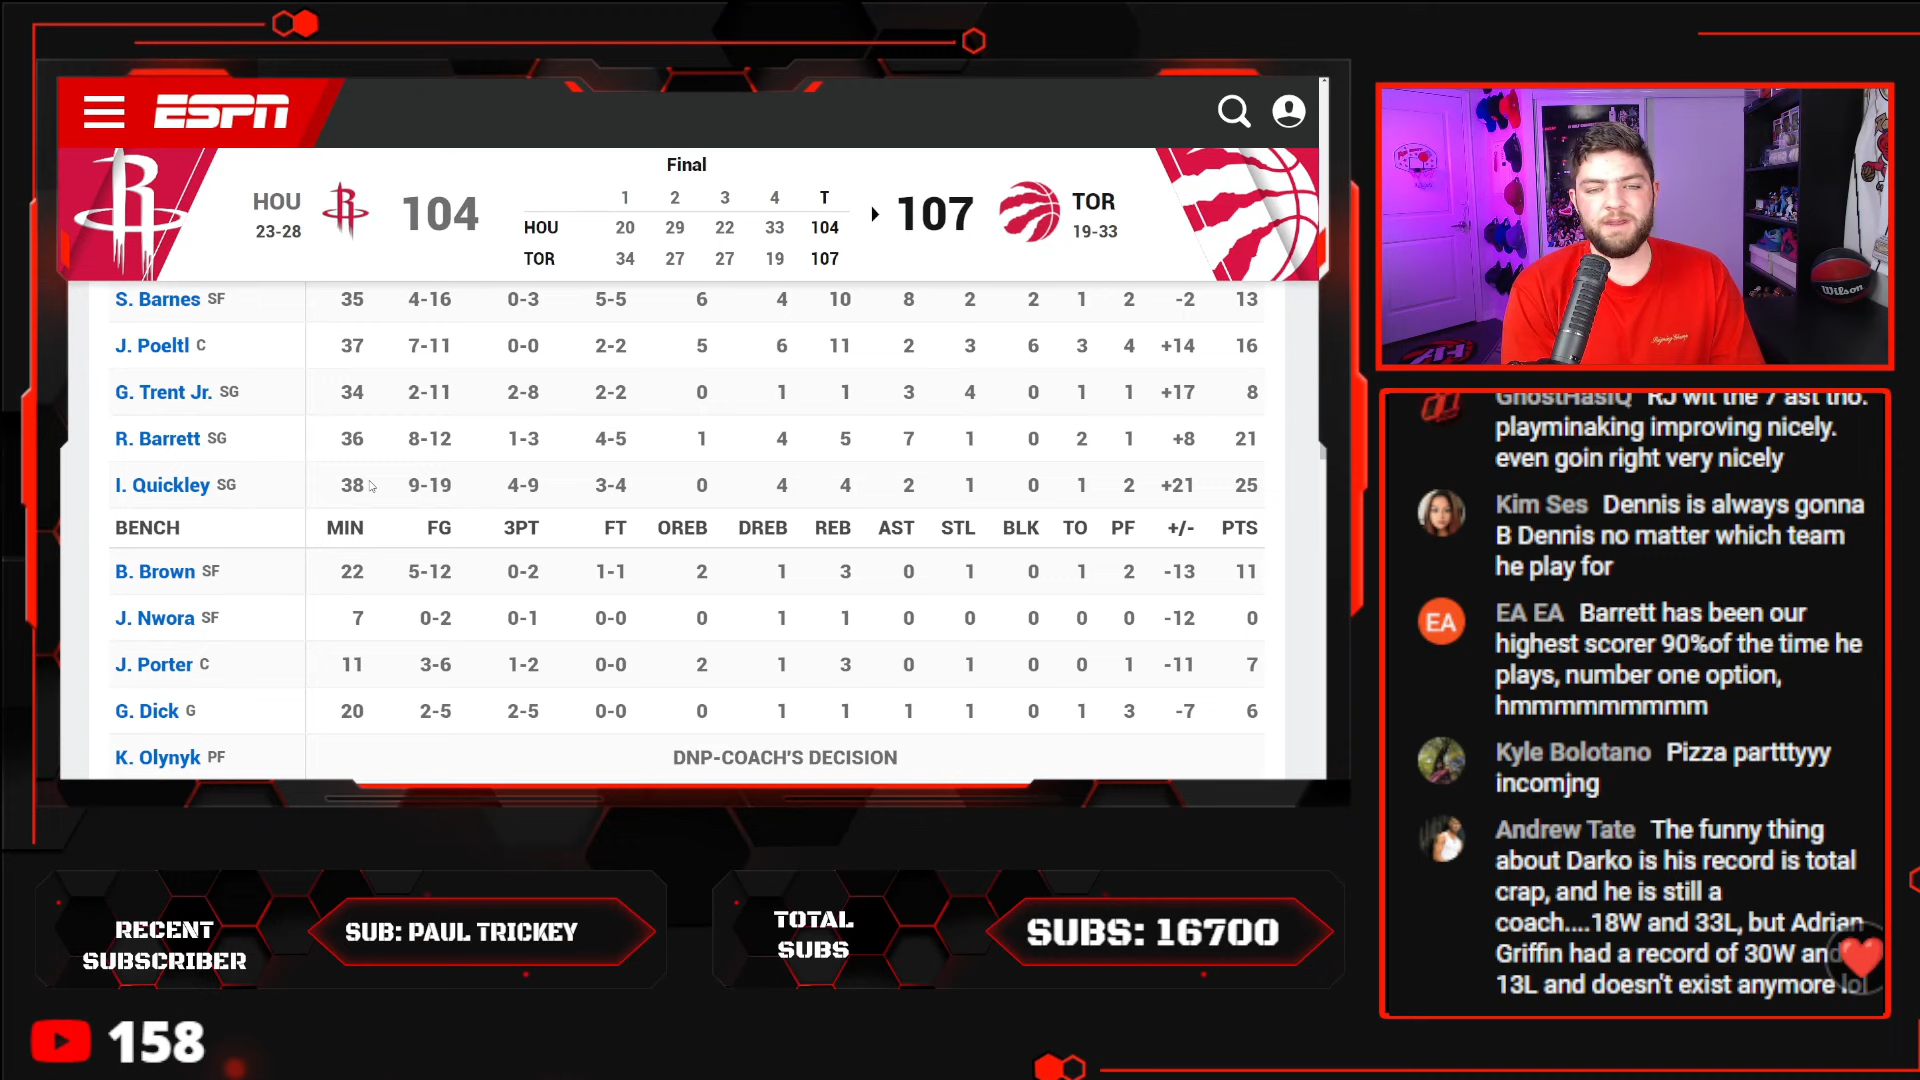 ESPN
Final
1 2 3 4 T
HOU 20 29 22 33 104
TOR 34 27 27 19 107
HOU
23-28
104
107
TOR
19-33
S. Barnes SF 35 4-16 0-3 5-5 6 4 10 8 2 2 1 2 -2 13
J. Poeltl C 37 7-11 0-0 2-2 5 6 11 2 3 6 3 4 +14 16
G. Trent Jr. SG 34 2-11 2-8 2-2 0 1 1 3 4 0 1 1 +17 8
R. Barrett SG 36 8-12 1-3 4-5 1 4 5 7 1 0 2 1 +8 21
I. Quickley SG 38 9-19 4-9 3-4 0 4 4 2 1 0 1 2 +21 25
BENCH MIN FG 3PT FT OREB DREB REB AST STL BLK TO PF +/- PTS
B. Brown SF 22 5-12 0-2 1-1 2 1 3 0 1 0 1 2 -13 11
J. Nwora SF 7 0-2 0-1 0-0 0 1 1 0 0 0 0 0 -12 0
J. Porter C 11 3-6 1-2 0-0 2 1 3 0 1 0 0 1 -11 7
G. Dick G 20 2-5 2-5 0-0 0 1 1 1 1 0 1 3 -7 6
K. Olynyk PF DNP-COACH'S DECISION
Wilson
GhostHasIQ RJ wit the 7 ast tho.
playminaking improving nicely.
even goin right very nicely
Kim Ses Dennis is always gonna
B Dennis no matter which team
he play for
EA
EA EA Barrett has been our
highest scorer 90%of the time he
plays, number one option,
hmmmmmmmmm
Kyle Bolotano Pizza partttyyy
incomjng
Andrew Tate The funny thing
about Darko is his record is total
crap, and he is still a
coach....18W and 33L, but Adrian
Griffin had a record of 30W and
13L and doesn't exist anymore lol
RECENT
SUBSCRIBER
SUB: PAUL TRICKEY
TOTAL
SUBS
SUBS: 16700
158